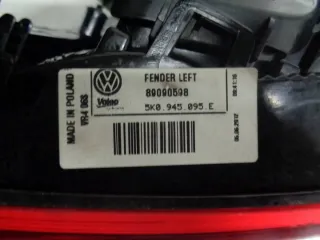 FENDER LEFT
89090598
5K0.945.095.E
Valeo
MADE IN POLAND